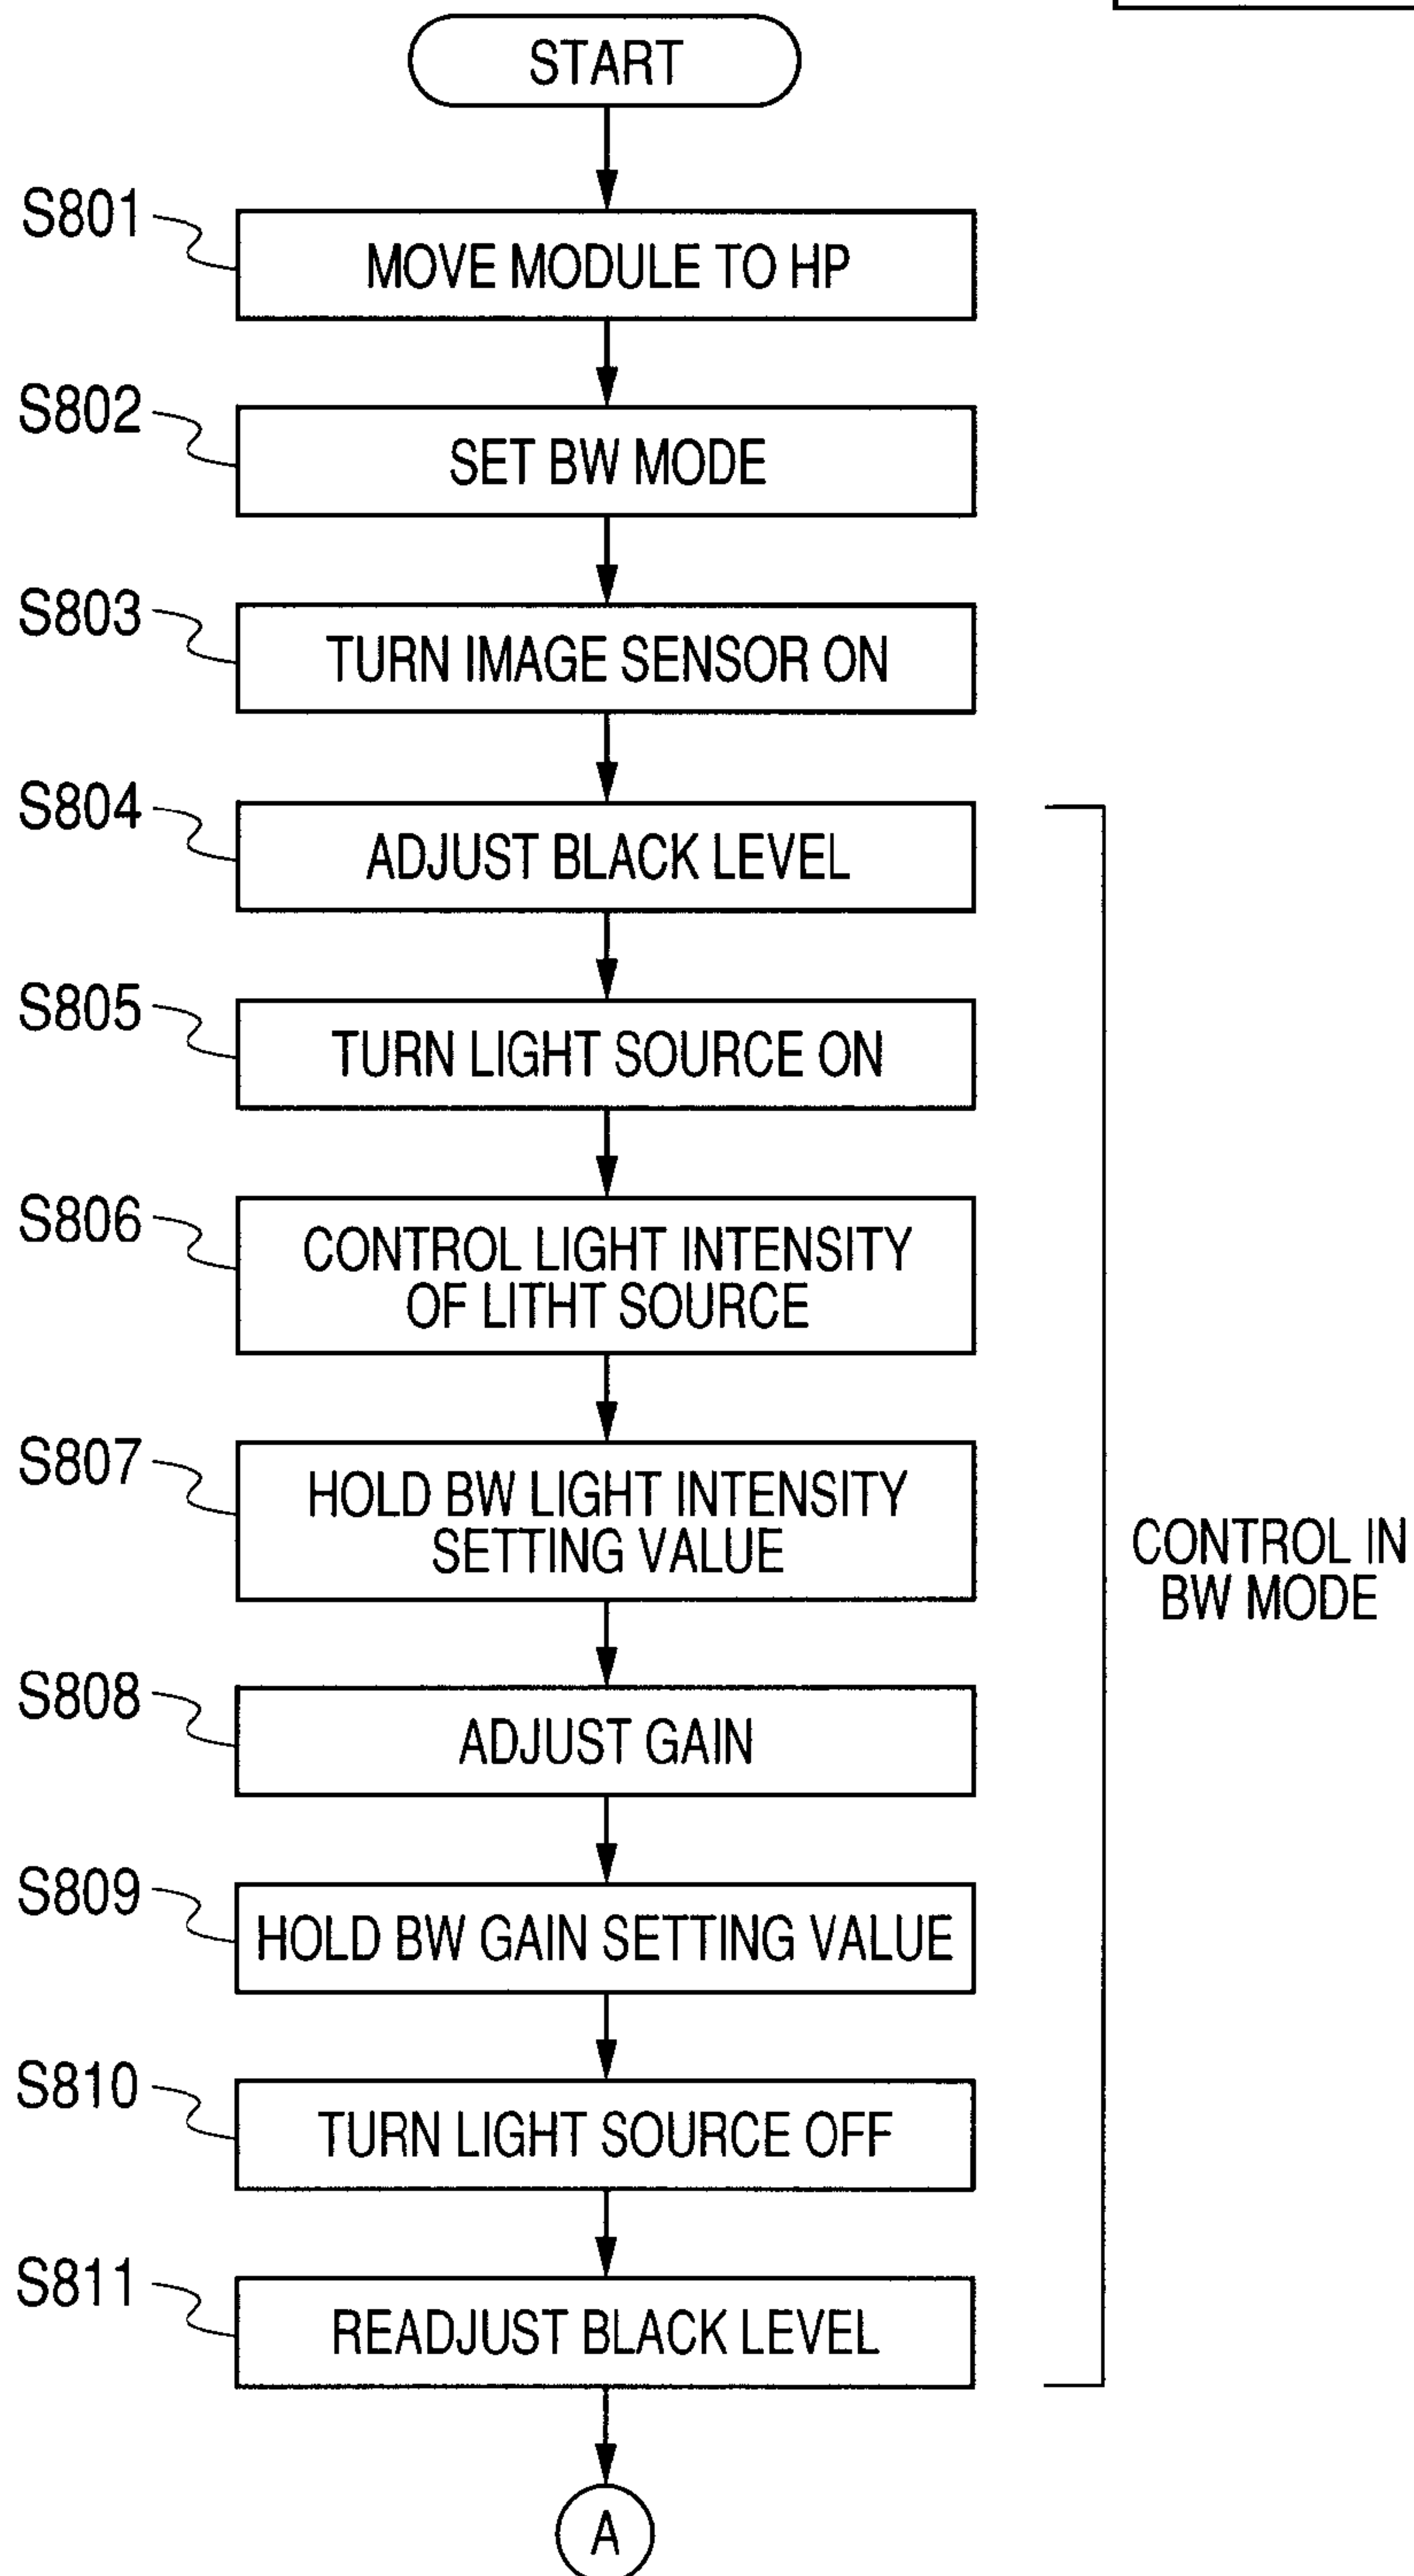 START
S801
MOVE MODULE TO HP
S802
SET BW MODE
S803
TURN IMAGE SENSOR ON
S804
ADJUST BLACK LEVEL
S805
TURN LIGHT SOURCE ON
S806
CONTROL LIGHT INTENSITY
OF LITHT SOURCE
S807
HOLD BW LIGHT INTENSITY
SETTING VALUE
CONTROL IN
BW MODE
S808
ADJUST GAIN
S809
HOLD BW GAIN SETTING VALUE
S810
TURN LIGHT SOURCE OFF
S811
READJUST BLACK LEVEL
A